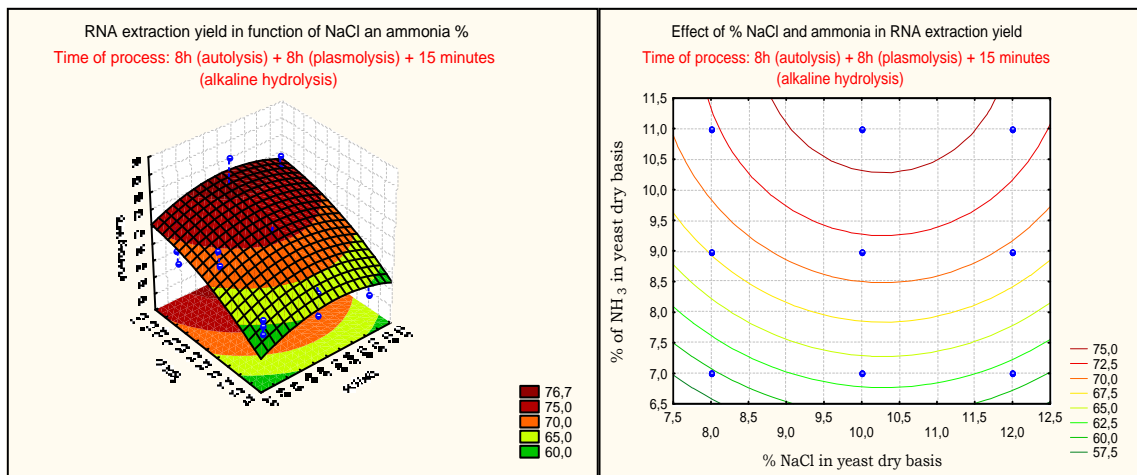 RNA extraction yield in function of NaCl an ammonia %
Time of process: 8h (autolysis) + 8h (plasmolysis) + 15 minutes
(alkaline hydrolysis)
76,7
75,0
70,0
65,0
60,0
Effect of % NaCl and ammonia in RNA extraction yield
Time of process: 8h (autolysis) + 8h (plasmolysis) + 15 minutes
(alkaline hydrolysis)
% of NH 3 in yeast dry basis
11,5
11,0
10,5
10,0
9,5
9,0
8,5
8,0
7,5
7,0
6,5
7,5 8,5 9,5 10,5 11,5 12,5
8,0 9,0 10,0 11,0 12,0
% NaCl in yeast dry basis
75,0
72,5
70,0
67,5
65,0
62,5
60,0
57,5